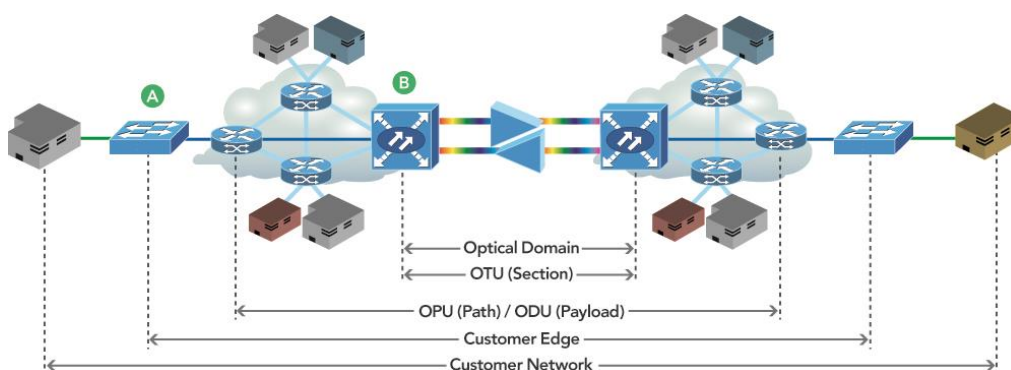 A
B
Optical Domain
OTU (Section)
OPU (Path) / ODU (Payload)
Customer Edge
Customer Network